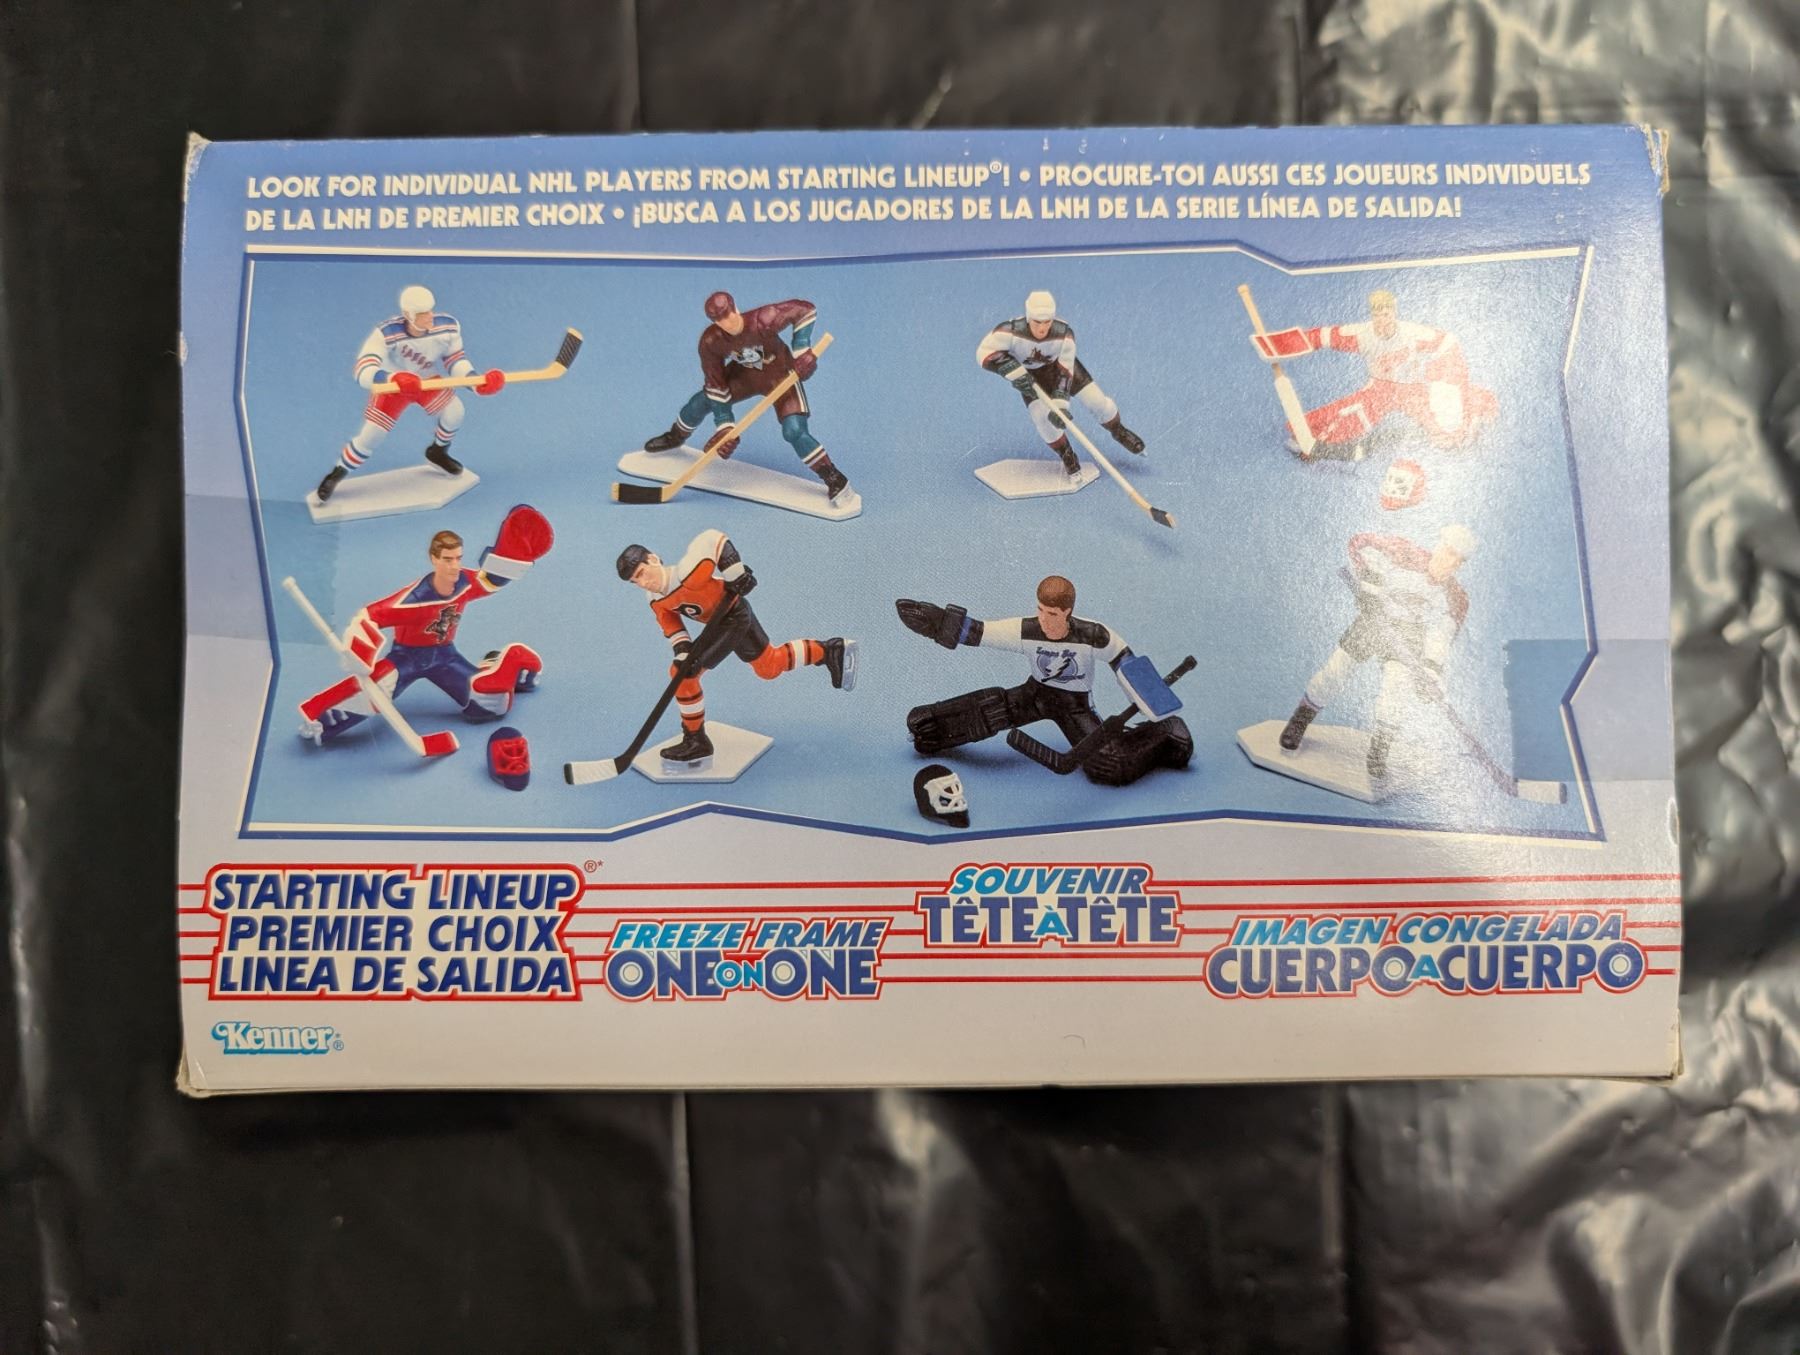 LOOK FOR INDIVIDUAL NHL PLAYERS FROM STARTING LINEUP®! • PROCURE-TOI AUSSI CES JOUEURS INDIVIDUELS
DE LA LNH DE PREMIER CHOIX • ¡BUSCA A LOS JUGADORES DE LA LNH DE LA SERIE LÍNEA DE SALIDA!
Tampa Bay
STARTING LINEUP®*
PREMIER CHOIX
LINEA DE SALIDA
FREEZE FRAME
ONE ON ONE
SOUVENIR
TÊTE À TÊTE
IMAGEN CONGELADA
CUERPO A CUERPO
Kenner®